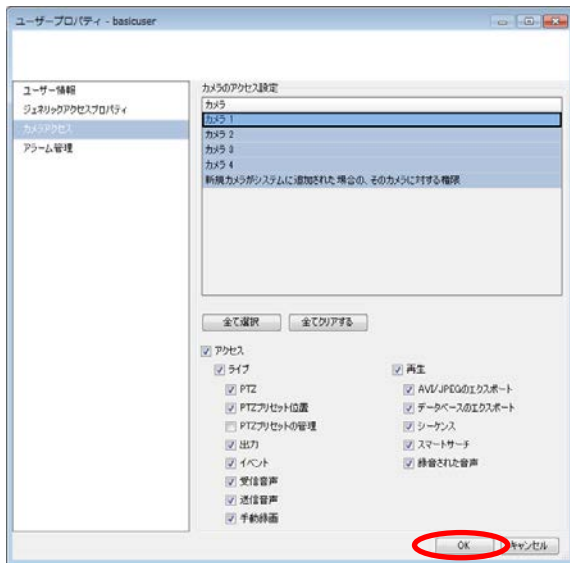 ユーザープロパティ - basicuser
ユーザー情報
ジェネリックアクセスプロパティ
カメラアクセス
アラーム管理
カメラのアクセス設定
カメラ
カメラ 1
カメラ 2
カメラ 3
カメラ 4
新規カメラがシステムに追加された場合の、そのカメラに対する権限
全て選択 全てクリアする
アクセス
ライブ
PTZ
PTZプリセット位置
PTZプリセットの管理
出力
イベント
受信音声
送信音声
手動録画
再生
AVI/JPEGのエクスポート
データベースのエクスポート
シーケンス
スマートサーチ
録音された音声
OK キャンセル